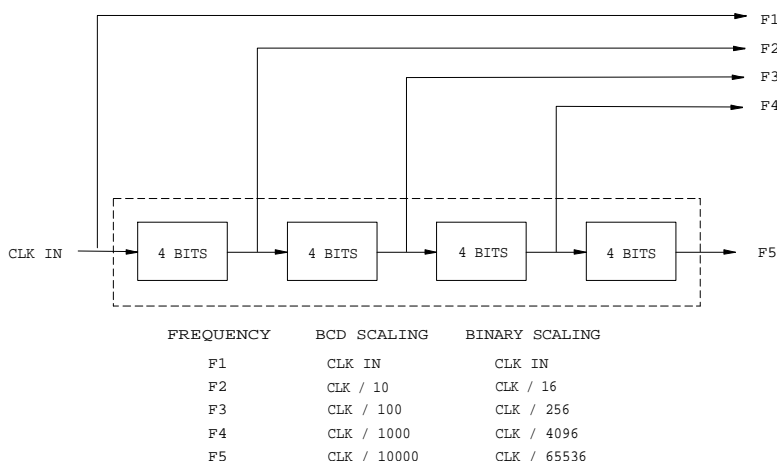 F1
F2
F3
F4
CLK IN
4 BITS
4 BITS
4 BITS
4 BITS
F5
FREQUENCY BCD SCALING BINARY SCALING
F1 CLK IN CLK IN
F2 CLK / 10 CLK / 16
F3 CLK / 100 CLK / 256
F4 CLK / 1000 CLK / 4096
F5 CLK / 10000 CLK / 65536